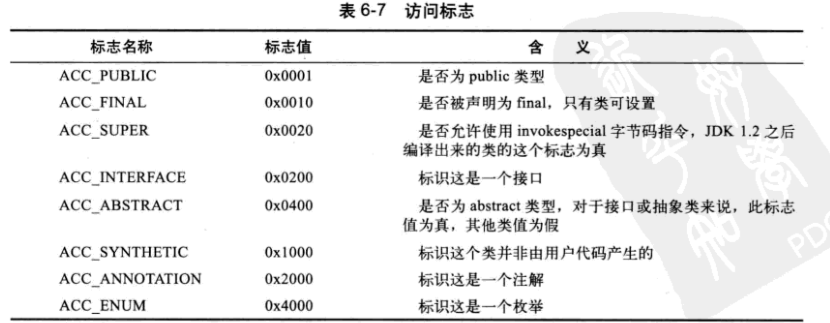 表 6-7 访问标志
标志名称 标志值 含 义
ACC_PUBLIC 0x0001 是否为 public 类型
ACC_FINAL 0x0010 是否被声明为 final，只有类可设置
ACC_SUPER 0x0020 是否允许使用 invokespecial 字节码指令，JDK 1.2 之后
编译出来的类的这个标志为真
ACC_INTERFACE 0x0200 标识这是一个接口
ACC_ABSTRACT 0x0400 是否为 abstract 类型，对于接口或抽象类来说，此标志
值为真，其他类值为假
ACC_SYNTHETIC 0x1000 标识这个类并非由用户代码产生的
ACC_ANNOTATION 0x2000 标识这是一个注解
ACC_ENUM 0x4000 标识这是一个枚举